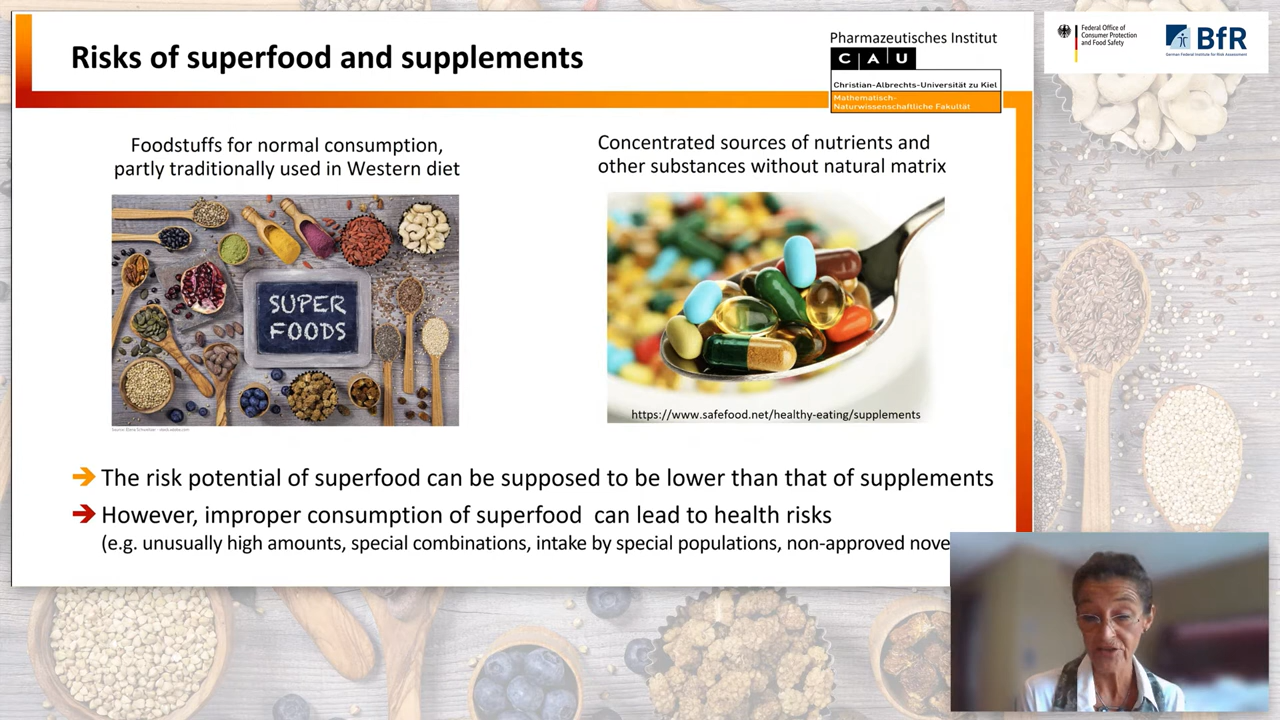 Risks of superfood and supplements
Pharmazeutisches Institut
C A U
Christian-Albrechts-Universität zu Kiel
Mathematisch-
Naturwissenschaftliche Fakultät
Federal Office of
Consumer Protection
and Food Safety
BfR
German Federal Institute for Risk Assessment
Foodstuffs for normal consumption,
partly traditionally used in Western diet
Concentrated sources of nutrients and
other substances without natural matrix
SUPER
FOODS
https://www.safefood.net/healthy-eating/supplements
The risk potential of superfood can be supposed to be lower than that of supplements
However, improper consumption of superfood can lead to health risks
(e.g. unusually high amounts, special combinations, intake by special populations, non-approved nove